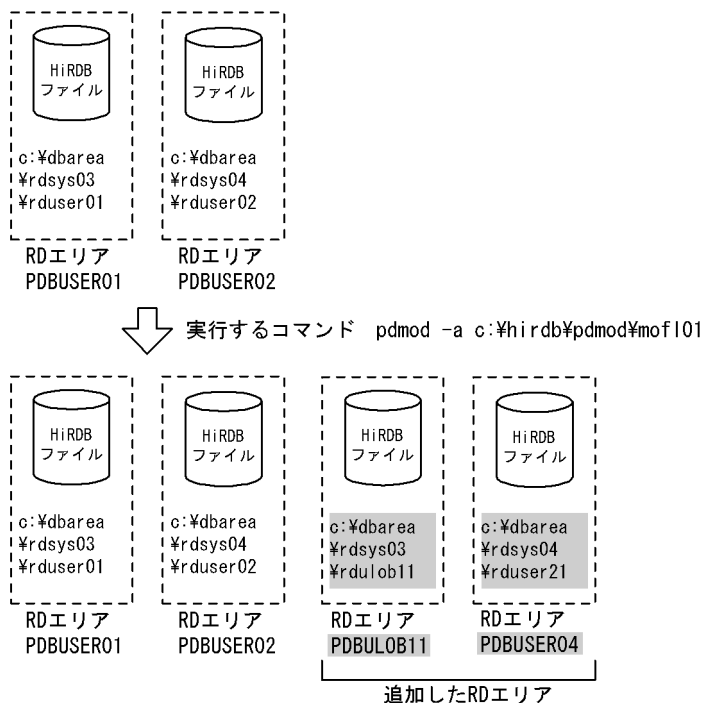 HiRDB
ファイル
c:¥dbarea
¥rdsys03
¥rduser01
RDエリア
PDBUSER01
HiRDB
ファイル
c:¥dbarea
¥rdsys04
¥rduser02
RDエリア
PDBUSER02
実行するコマンド pdmod -a c:¥hirdb¥pdmod¥mofl01
HiRDB
ファイル
c:¥dbarea
¥rdsys03
¥rduser01
RDエリア
PDBUSER01
HiRDB
ファイル
c:¥dbarea
¥rdsys04
¥rduser02
RDエリア
PDBUSER02
HiRDB
ファイル
c:¥dbarea
¥rdsys03
¥rdulob11
RDエリア
PDBULOB11
HiRDB
ファイル
c:¥dbarea
¥rdsys04
¥rduser21
RDエリア
PDBUSER04
追加したRDエリア